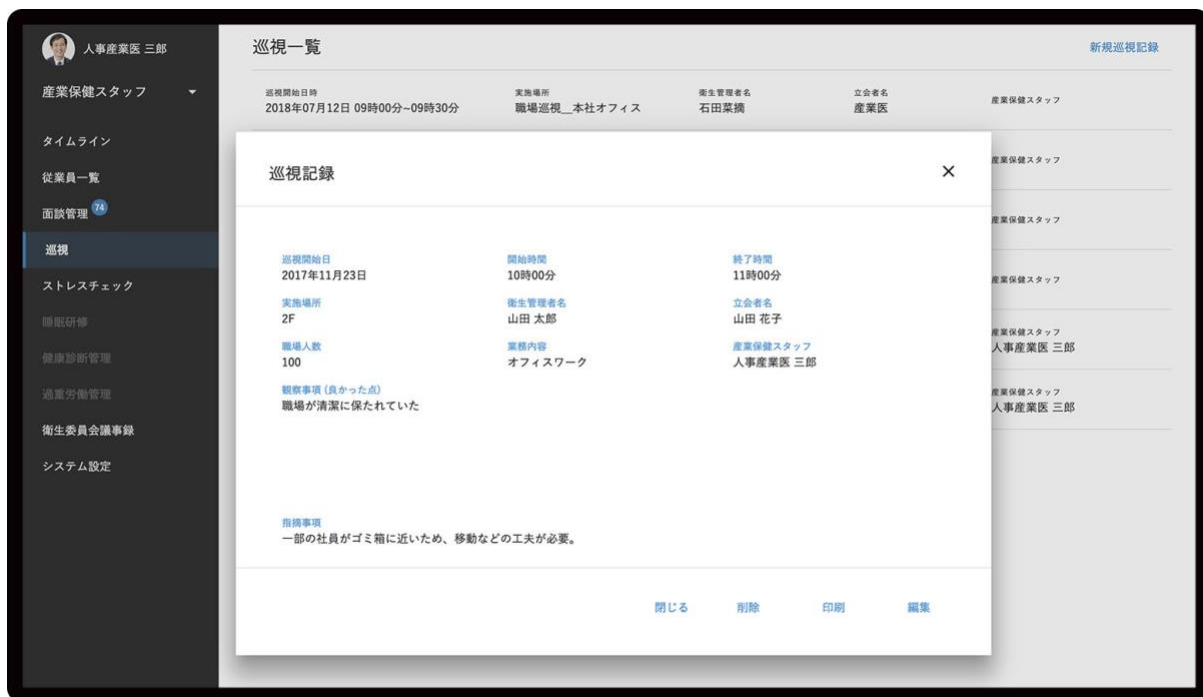 人事産業医 三郎
産業保健スタッフ
タイムライン
従業員一覧
面談管理 74
巡視
ストレスチェック
睡眠研修
健康診断管理
過重労働管理
衛生委員会議事録
システム設定
巡視一覧
新規巡視記録
巡視開始日時 実施場所 衛生管理者名 立会者名 産業保健スタッフ
2018年07月12日 09時00分~09時30分 職場巡視__本社オフィス 石田菜摘 産業医
産業保健スタッフ
産業保健スタッフ
産業保健スタッフ
産業保健スタッフ
人事産業医 三郎
産業保健スタッフ
人事産業医 三郎
巡視記録 ×
巡視開始日 開始時間 終了時間
2017年11月23日 10時00分 11時00分
実施場所 衛生管理者名 立会者名
2F 山田 太郎 山田 花子
職場人数 業務内容 産業保健スタッフ
100 オフィスワーク 人事産業医 三郎
観察事項 (良かった点)
職場が清潔に保たれていた
指摘事項
一部の社員がゴミ箱に近いため、移動などの工夫が必要。
閉じる 削除 印刷 編集